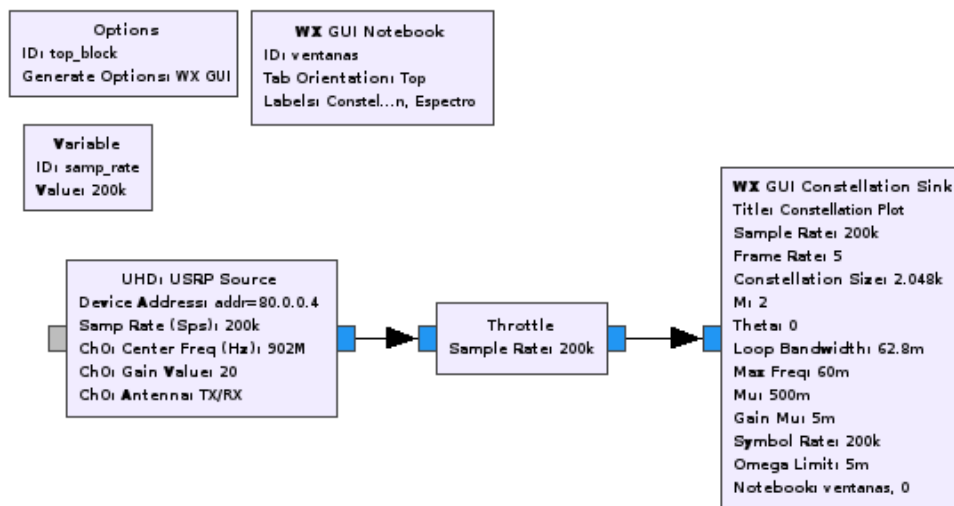 Options
ID: top_block
Generate Options: WX GUI
WX GUI Notebook
ID: ventanas
Tab Orientation: Top
Labels: Constel...n, Espectro
Variable
ID: samp_rate
Value: 200k
UHD: USRP Source
Device Address: addr=80.0.0.4
Samp Rate (Sps): 200k
Ch0: Center Freq (Hz): 902M
Ch0: Gain Value: 20
Ch0: Antenna: TX/RX
Throttle
Sample Rate: 200k
WX GUI Constellation Sink
Title: Constellation Plot
Sample Rate: 200k
Frame Rate: 5
Constellation Size: 2.048k
M: 2
Theta: 0
Loop Bandwidth: 62.8m
Max Freq: 60m
Mu: 500m
Gain Mu: 5m
Symbol Rate: 200k
Omega Limit: 5m
Notebook: ventanas, 0